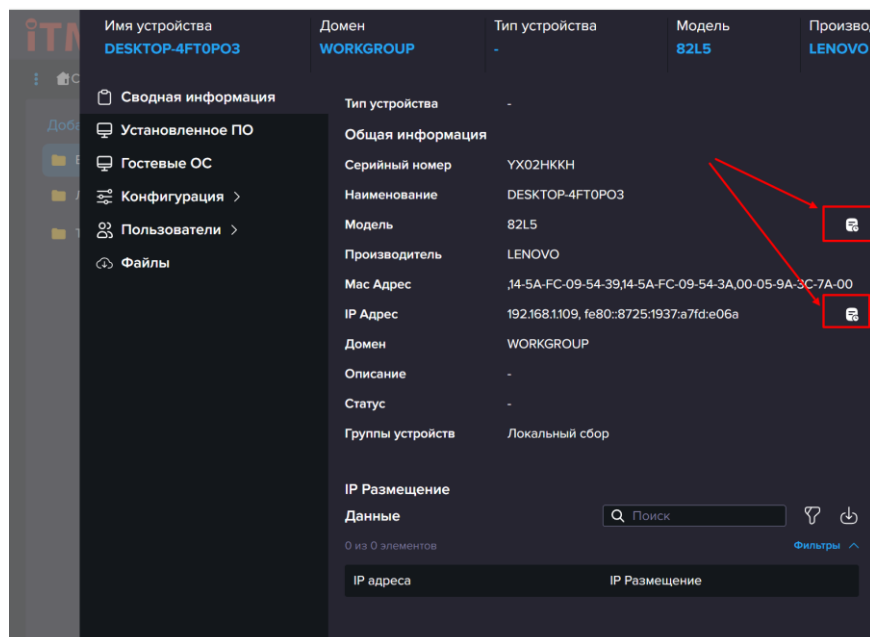 Имя устройства Домен Тип устройства Модель Произво
DESKTOP-4FT0PO3 WORKGROUP - 82L5 LENOVO
Сводная информация
Установленное ПО
Гостевые ОС
Конфигурация
Пользователи
Файлы
Тип устройства -
Общая информация
Серийный номер YX02HKKH
Наименование DESKTOP-4FT0PO3
Модель 82L5
Производитель LENOVO
Mac Адрес ,14-5A-FC-09-54-39,14-5A-FC-09-54-3A,00-05-9A-3C-7A-00
IP Адрес 192.168.1.109, fe80::8725:1937:a7fd:e06a
Домен WORKGROUP
Описание -
Статус -
Группы устройств Локальный сбор
IP Размещение
Данные Поиск
0 из 0 элементов Фильтры
IP адреса IP Размещение